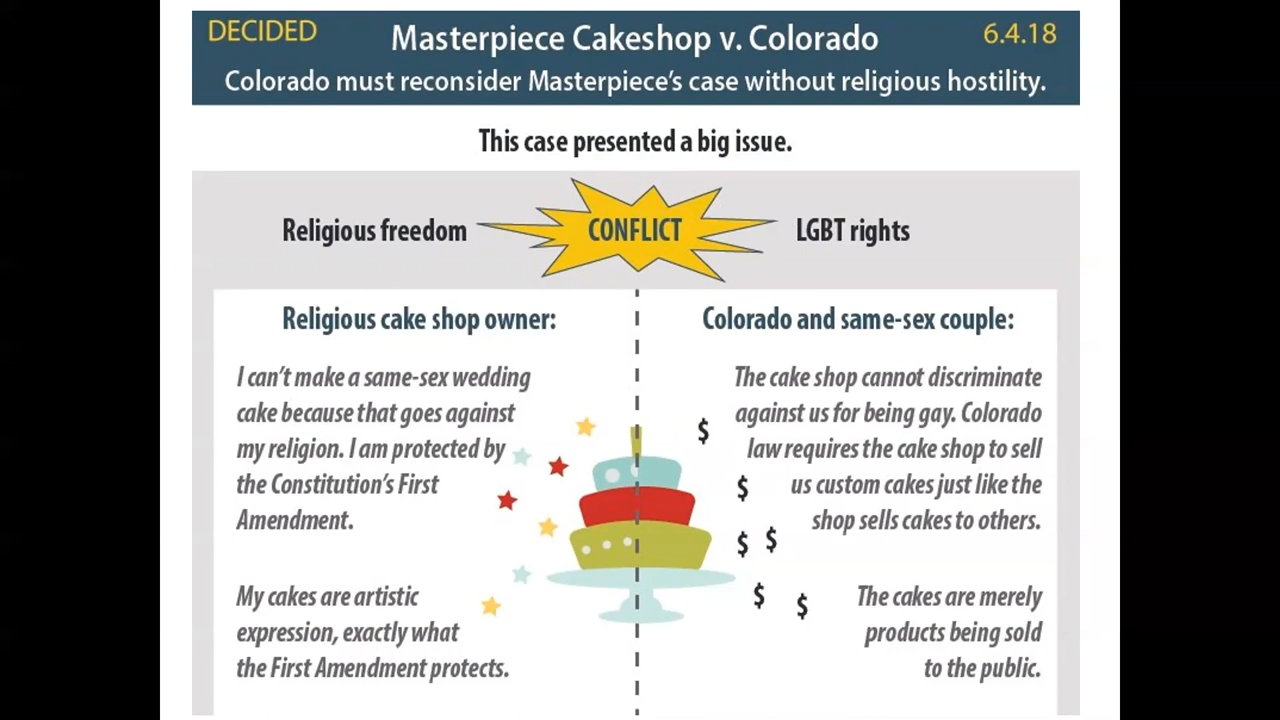 DECIDED
Masterpiece Cakeshop v. Colorado
6.4.18
Colorado must reconsider Masterpiece's case without religious hostility.
This case presented a big issue.
Religious freedom
CONFLICT
LGBT rights
Religious cake shop owner:
I can't make a same-sex wedding
cake because that goes against
my religion. I am protected by
the Constitution's First
Amendment.
My cakes are artistic
expression, exactly what
the First Amendment protects.
Colorado and same-sex couple:
The cake shop cannot discriminate
against us for being gay. Colorado
law requires the cake shop to sell
us custom cakes just like the
shop sells cakes to others.
The cakes are merely
products being sold
to the public.
$
$
$ $
$
$